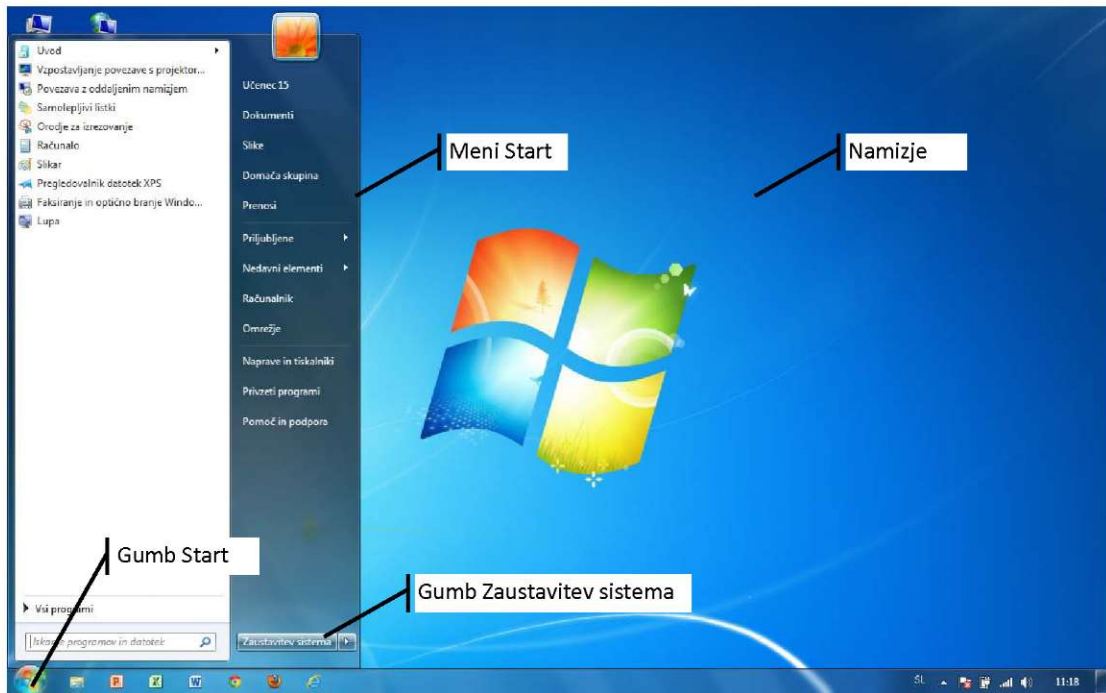 Uvod
Vzpostavljanje povezave s projektor...
Povezava z oddaljenim namizjem
Samolepljivi listki
Orodje za izrezovanje
Računalo
Slikar
Pregledovalnik datotek XPS
Faksiranje in optično branje Windo...
Lupa
Vsi programi
Iskanje programov in datotek
Učenec 15
Dokumenti
Slike
Domača skupina
Prenosi
Priljubljene
Nedavni elementi
Računalnik
Omrežje
Naprave in tiskalniki
Privzeti programi
Pomoč in podpora
Zaustavitev sistema
Meni Start
Namizje
Gumb Start
Gumb Zaustavitev sistema
SL
11:18